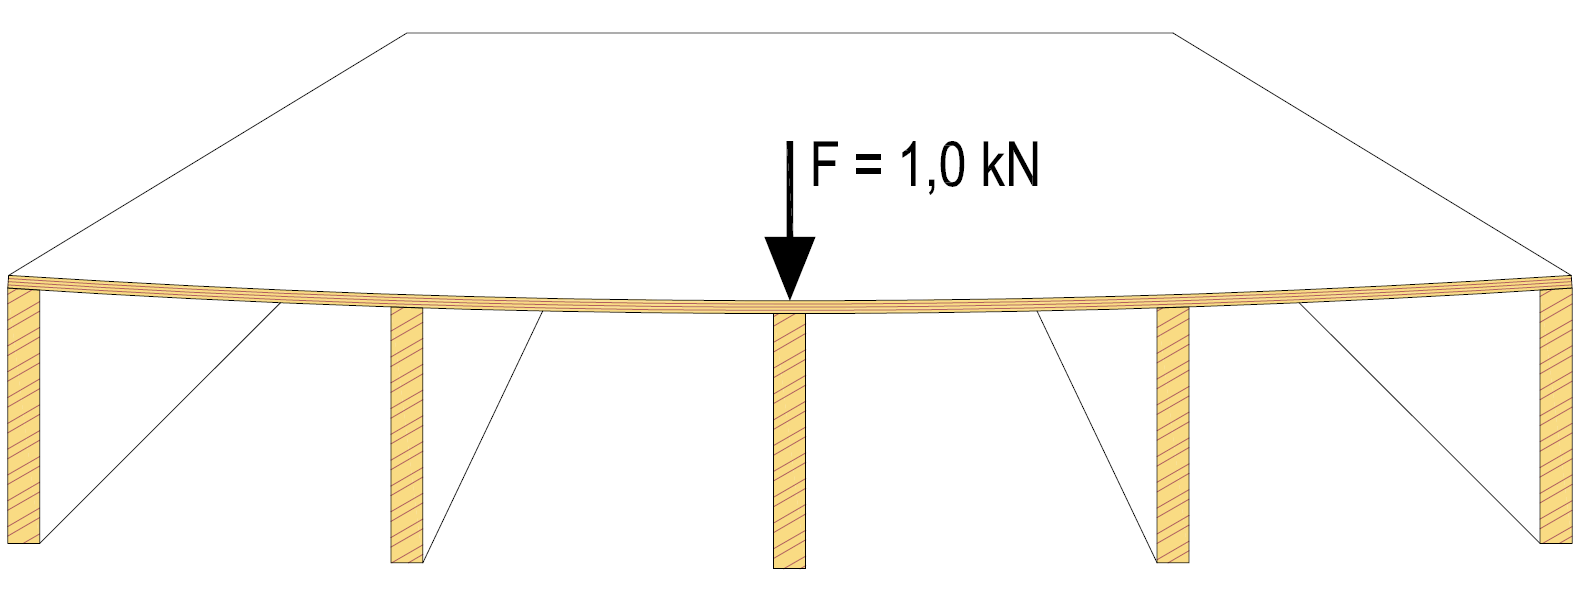 F = 1,0 kN